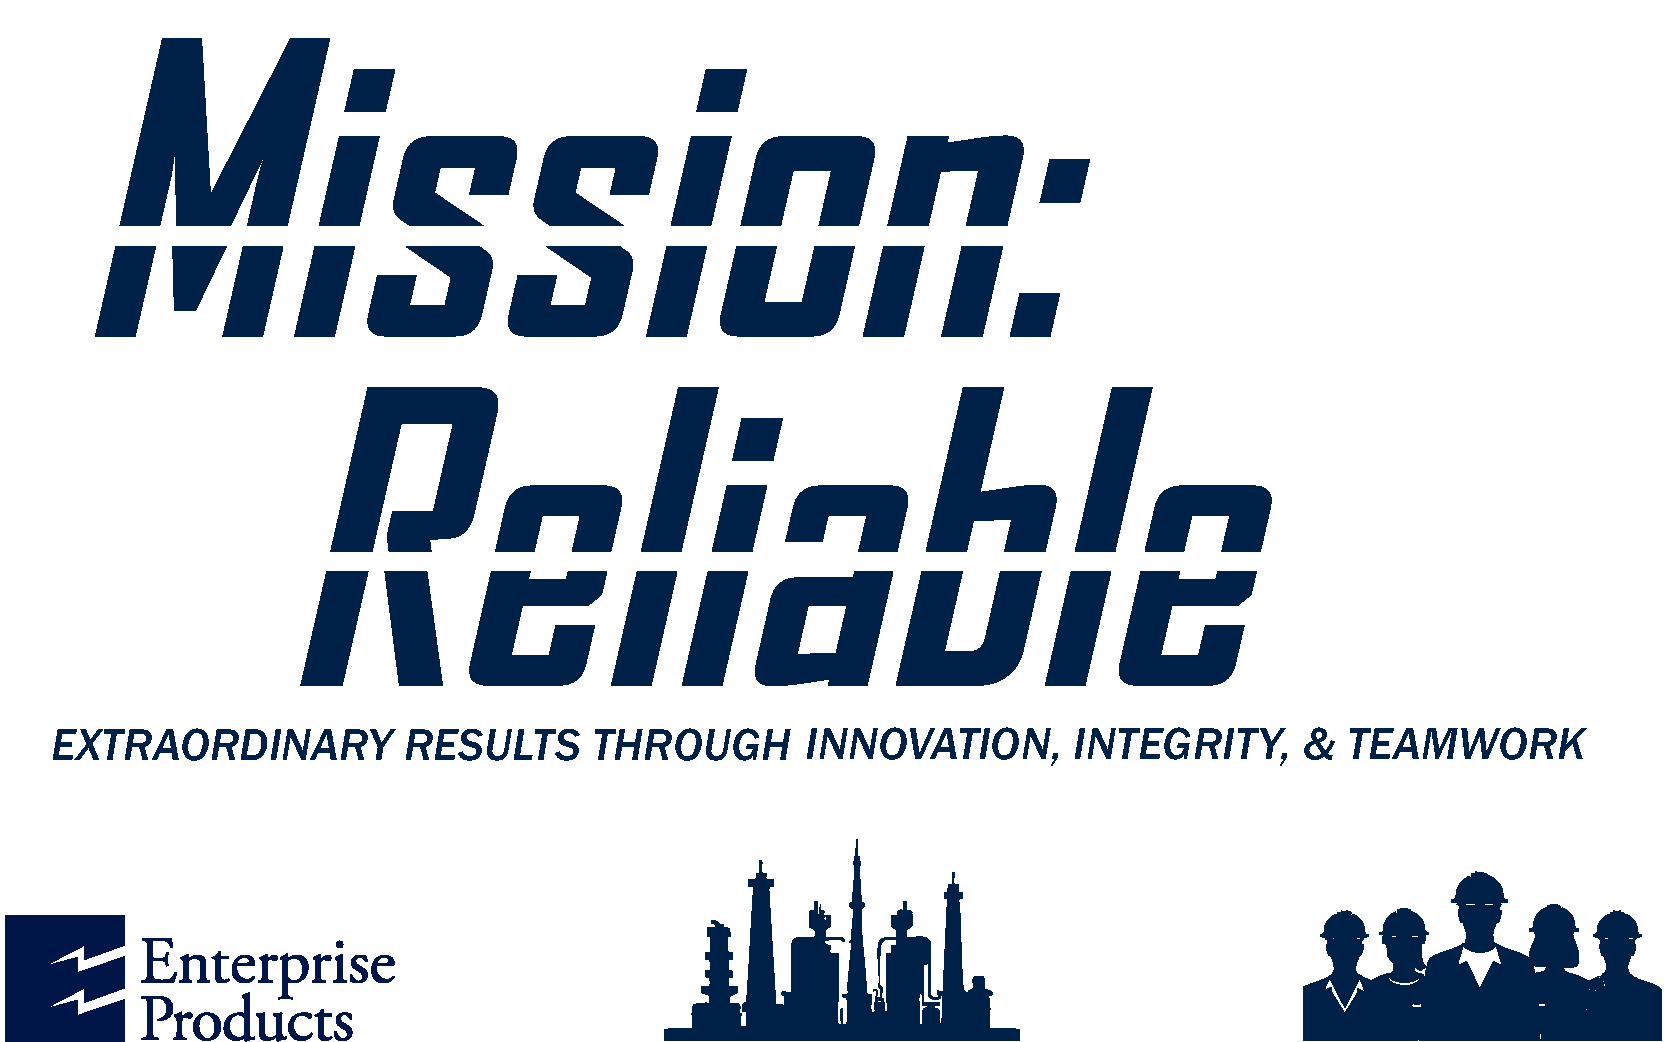 Mission:
Reliable
EXTRAORDINARY RESULTS THROUGH INNOVATION, INTEGRITY, & TEAMWORK
Enterprise
Products